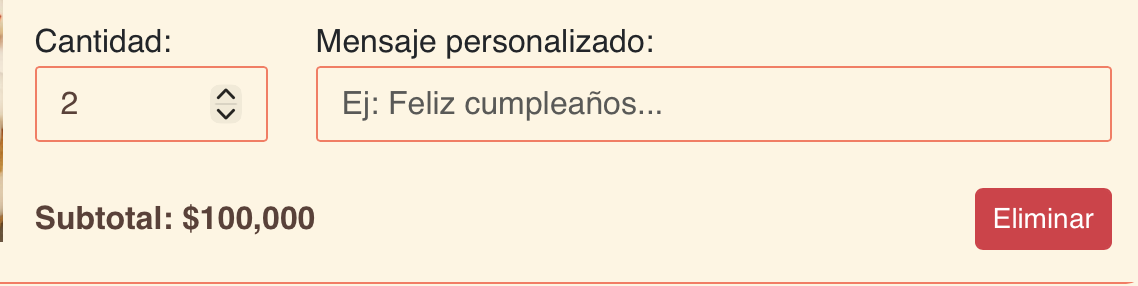 Cantidad:
Mensaje personalizado:
2
Ej: Feliz cumpleaños...
Subtotal: $100,000
Eliminar